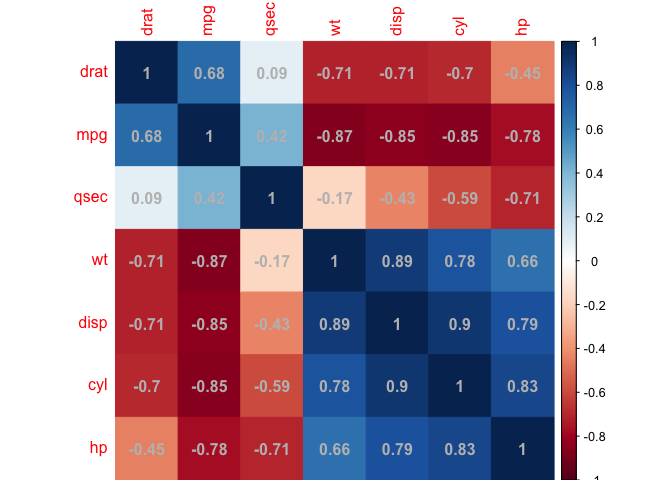 drat mpg qsec wt disp cyl hp
drat 1 0.68 0.09 -0.71 -0.71 -0.7 -0.45 1
0.8
mpg 0.68 1 0.42 -0.87 -0.85 -0.85 -0.78
0.6
0.4
qsec 0.09 0.42 1 -0.17 -0.43 -0.59 -0.71
0.2
wt -0.71 -0.87 -0.17 1 0.89 0.78 0.66 0
-0.2
disp -0.71 -0.85 -0.43 0.89 1 0.9 0.79
-0.4
cyl -0.7 -0.85 -0.59 0.78 0.9 1 0.83
-0.6
-0.8
hp -0.45 -0.78 -0.71 0.66 0.79 0.83 1